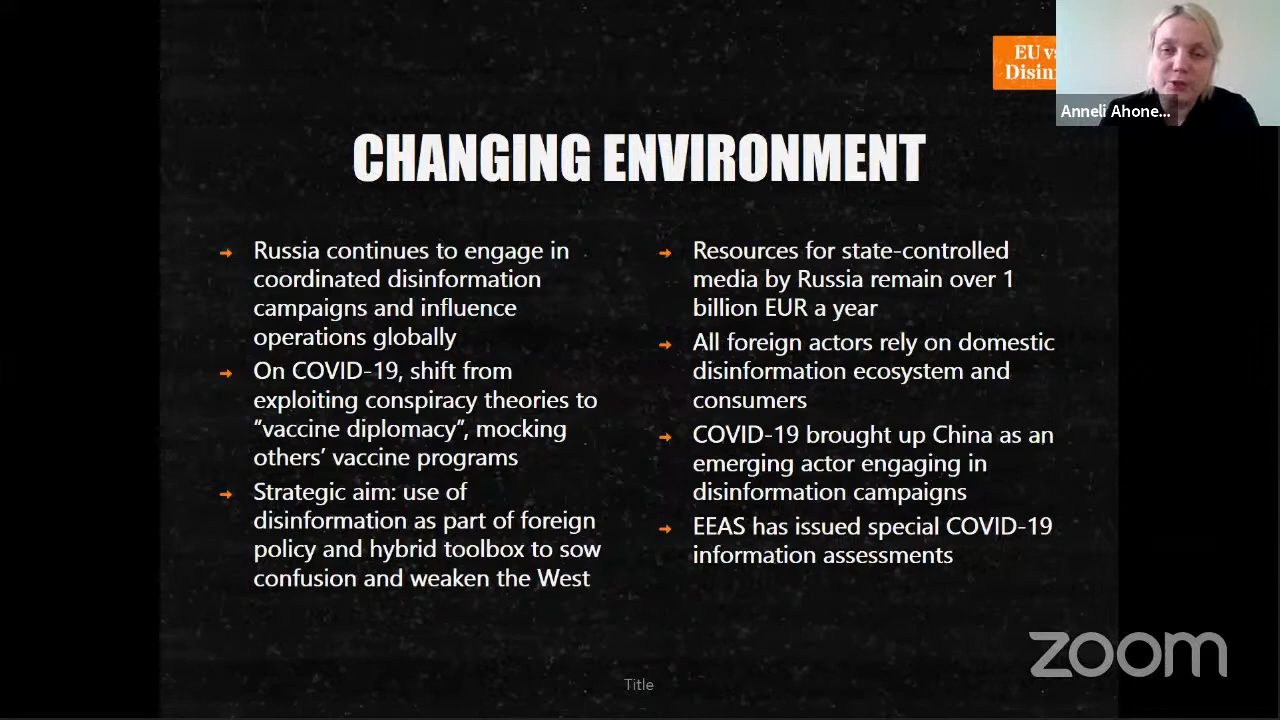 EU vs
Disin
Anneli Ahone...
CHANGING ENVIRONMENT
→ Russia continues to engage in
coordinated disinformation
campaigns and influence
operations globally
→ On COVID-19, shift from
exploiting conspiracy theories to
“vaccine diplomacy”, mocking
others’ vaccine programs
→ Strategic aim: use of
disinformation as part of foreign
policy and hybrid toolbox to sow
confusion and weaken the West
→ Resources for state-controlled
media by Russia remain over 1
billion EUR a year
→ All foreign actors rely on domestic
disinformation ecosystem and
consumers
→ COVID-19 brought up China as an
emerging actor engaging in
disinformation campaigns
→ EEAS has issued special COVID-19
information assessments
Title
zoom